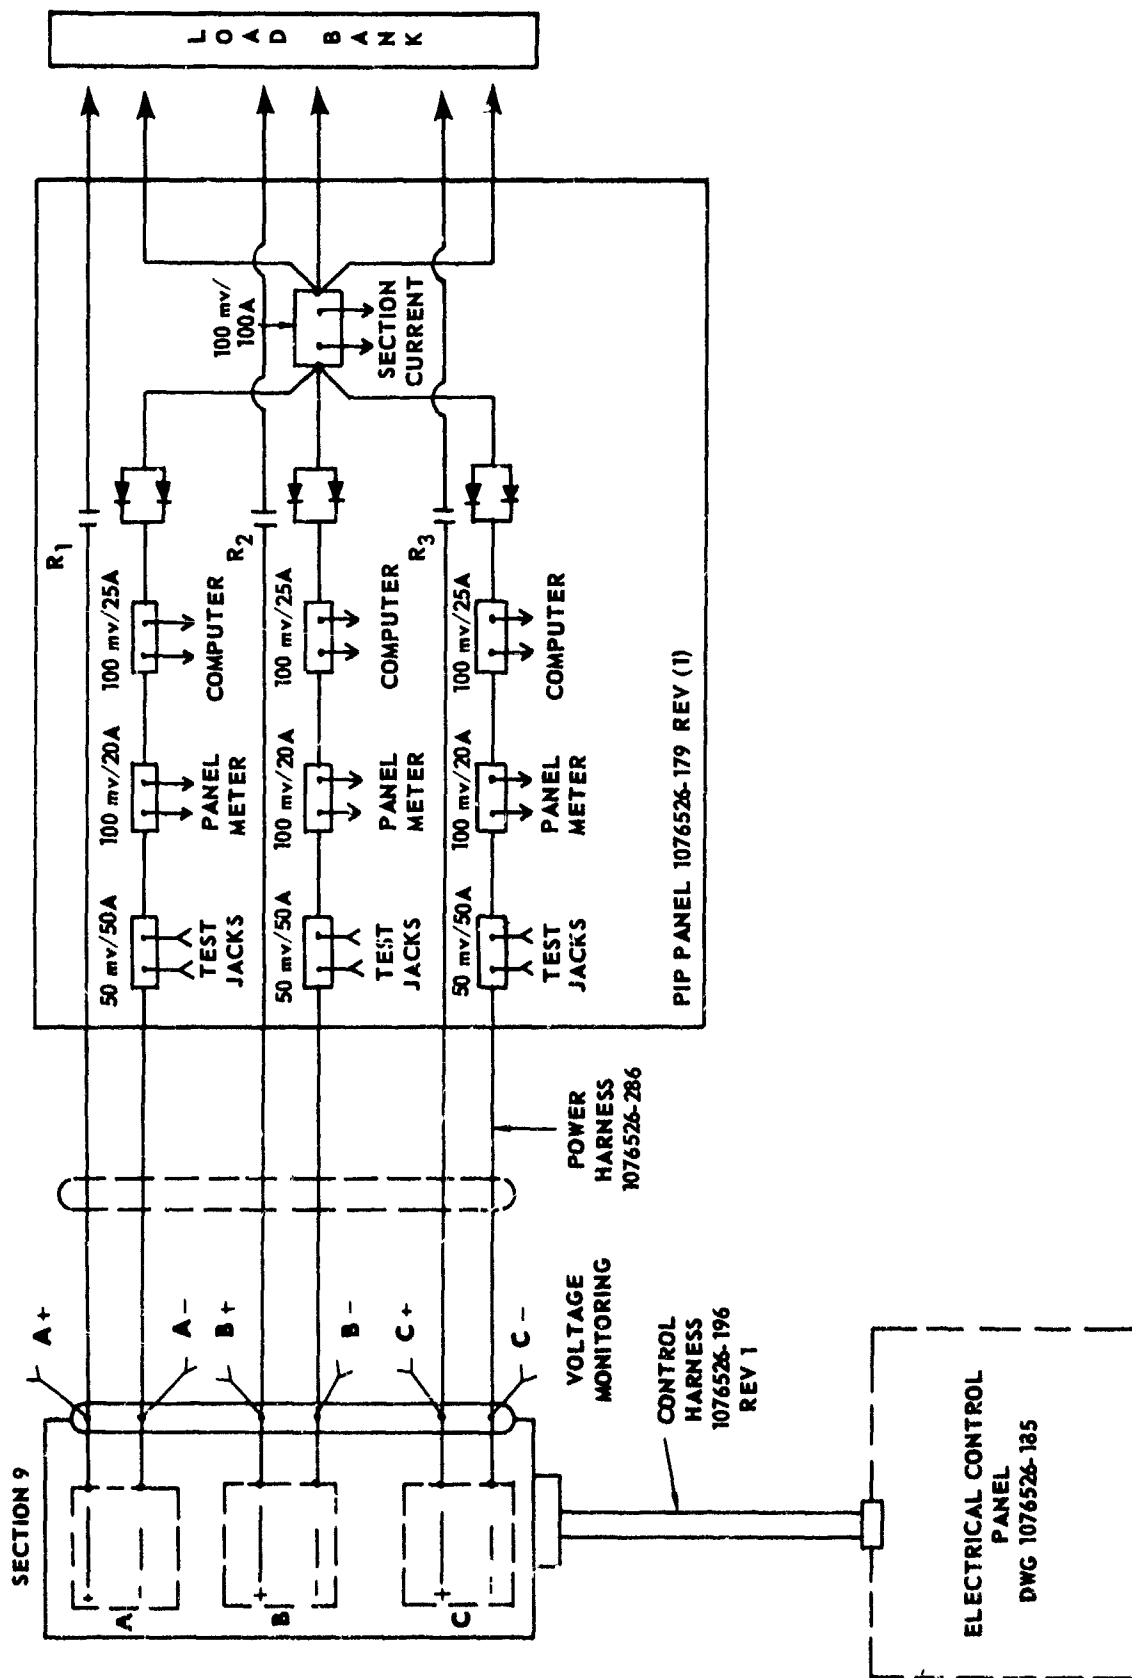 SECTION 9
A
+
-
B
+
-
C
+
-
A+
A-
B+
B-
C+
C-
VOLTAGE
MONITORING
CONTROL
HARNESS
1076526-196
REV 1
ELECTRICAL CONTROL
PANEL
DWG 1076526-185
POWER
HARNESS
1076526-286
50 mv/50A
TEST
JACKS
100 mv/20A
PANEL
METER
100 mv/25A
COMPUTER
R1
50 mv/50A
TEST
JACKS
100 mv/20A
PANEL
METER
100 mv/25A
COMPUTER
R2
50 mv/50A
TEST
JACKS
100 mv/20A
PANEL
METER
100 mv/25A
COMPUTER
R3
100 mv/
100A
SECTION
CURRENT
PIP PANEL 1076526-179 REV (1)
LOAD BANK